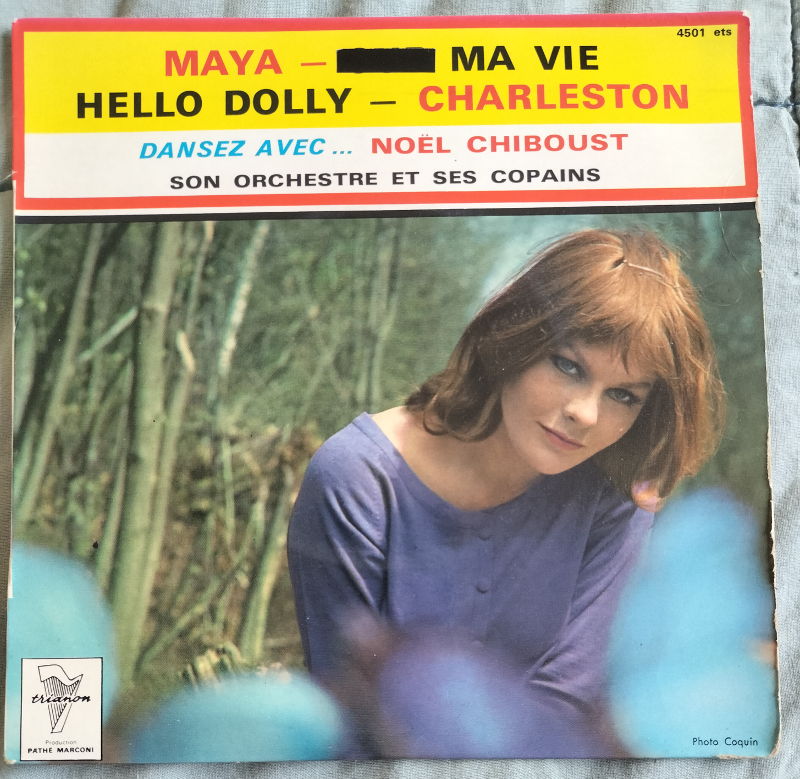 4501 ets
MAYA – MA VIE
HELLO DOLLY – CHARLESTON
DANSEZ AVEC... NOËL CHIBOUST
SON ORCHESTRE ET SES COPAINS
trianon
Production
PATHE MARCONI
Photo Coquin